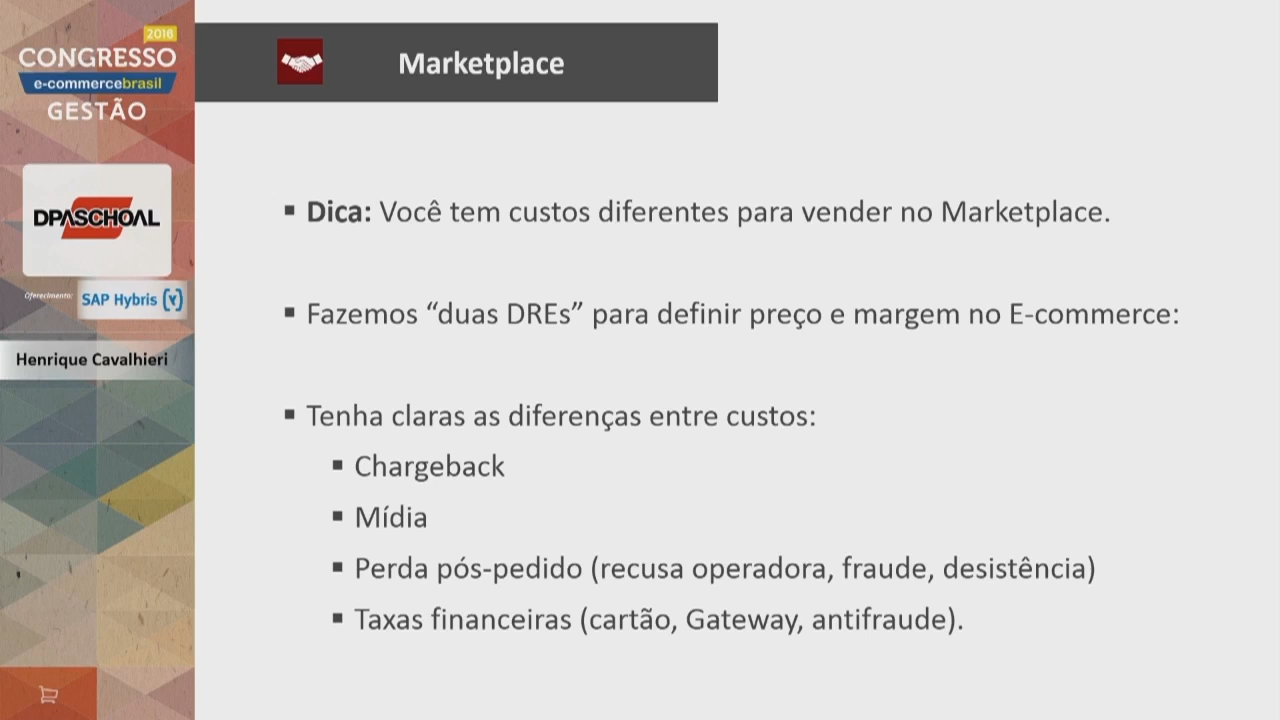 2016
CONGRESSO
e-commercebrasil
GESTÃO
DPASCHOAL
Oferecimento:
SAP Hybris (Y)
Henrique Cavalhieri
Marketplace
▪ Dica: Você tem custos diferentes para vender no Marketplace.
▪ Fazemos “duas DREs” para definir preço e margem no E-commerce:
▪ Tenha claras as diferenças entre custos:
▪ Chargeback
▪ Mídia
▪ Perda pós-pedido (recusa operadora, fraude, desistência)
▪ Taxas financeiras (cartão, Gateway, antifraude).